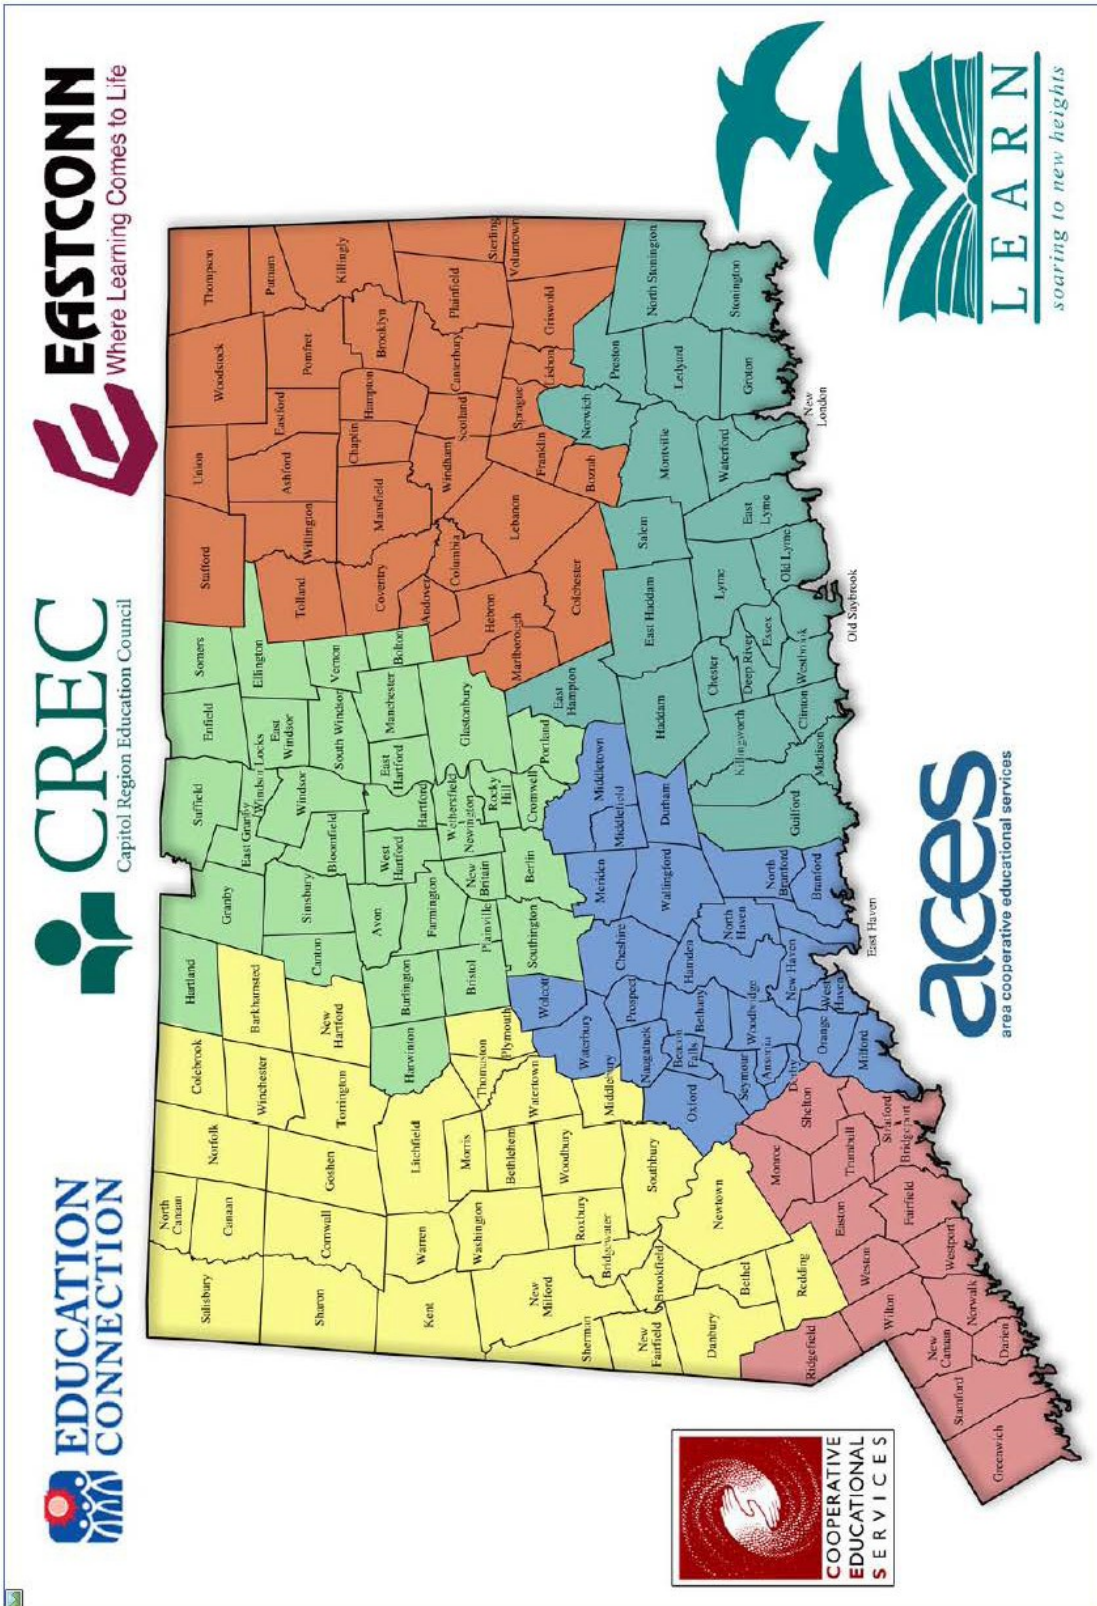 EDUCATION
CONNECTION
CREC
Capitol Region Education Council
EASTCONN
Where Learning Comes to Life
Salisbury
North
Canaan
Canaan
Norfolk
Colebrook
Hartland
Granby
Suffield
Enfield
Somers
Stafford
Union
Woodstock
Thompson
Sharon
Cornwall
Goshen
Winchester
Barkhamsted
Torrington
New
Hartford
Canton
Simsbury
East Granby
Windsor Locks
Windsor
Bloomfield
East
Windsor
South Windsor
Ellington
Vernon
Tolland
Willington
Ashford
Eastford
Pomfret
Putnam
Killingly
Kent
Warren
Litchfield
Harwinton
Burlington
Avon
West
Hartford
Hartford
East
Hartford
Manchester
Bolton
Coventry
Andover
Mansfield
Chaplin
Hampton
Brooklyn
Plainfield
Sterling
Voluntown
New
Milford
Washington
Morris
Bethlehem
Thomaston
Plymouth
Watertown
Bristol
Plainville
Farmington
New
Britain
Newington
Wethersfield
Rocky
Hill
Glastonbury
Hebron
Marlborough
Columbia
Windham
Scotland
Canterbury
Lebanon
Franklin
Sprague
Lisbon
Griswold
Bozrah
Norwich
Colchester
Sherman
Bridgewater
Roxbury
Woodbury
Middlebury
Waterbury
Wolcott
Southington
Berlin
Cromwell
Portland
East
Hampton
New
Fairfield
Brookfield
Southbury
Oxford
Naugatuck
Prospect
Cheshire
Meriden
Middlefield
Middletown
Durham
Haddam
East Haddam
Salem
Montville
Preston
Ledyard
North Stonington
Danbury
Bethel
Newtown
Redding
Beacon
Falls
Bethany
Seymour
Ansonia
Derby
Woodbridge
Hamden
Wallingford
North
Haven
North
Branford
Branford
New Haven
West
Haven
Orange
Milford
East Haven
Guilford
Killingworth
Madison
Clinton
Chester
Deep River
Essex
Westbrook
Old Saybrook
Lyme
Old Lyme
East
Lyme
Waterford
New
London
Groton
Stonington
Ridgefield
Monroe
Shelton
Easton
Trumbull
Stratford
Bridgeport
Fairfield
Weston
Westport
Wilton
Norwalk
New
Canaan
Darien
Stamford
Greenwich
COOPERATIVE
EDUCATIONAL
SERVICES
aces
area cooperative educational services
LEARN
soaring to new heights